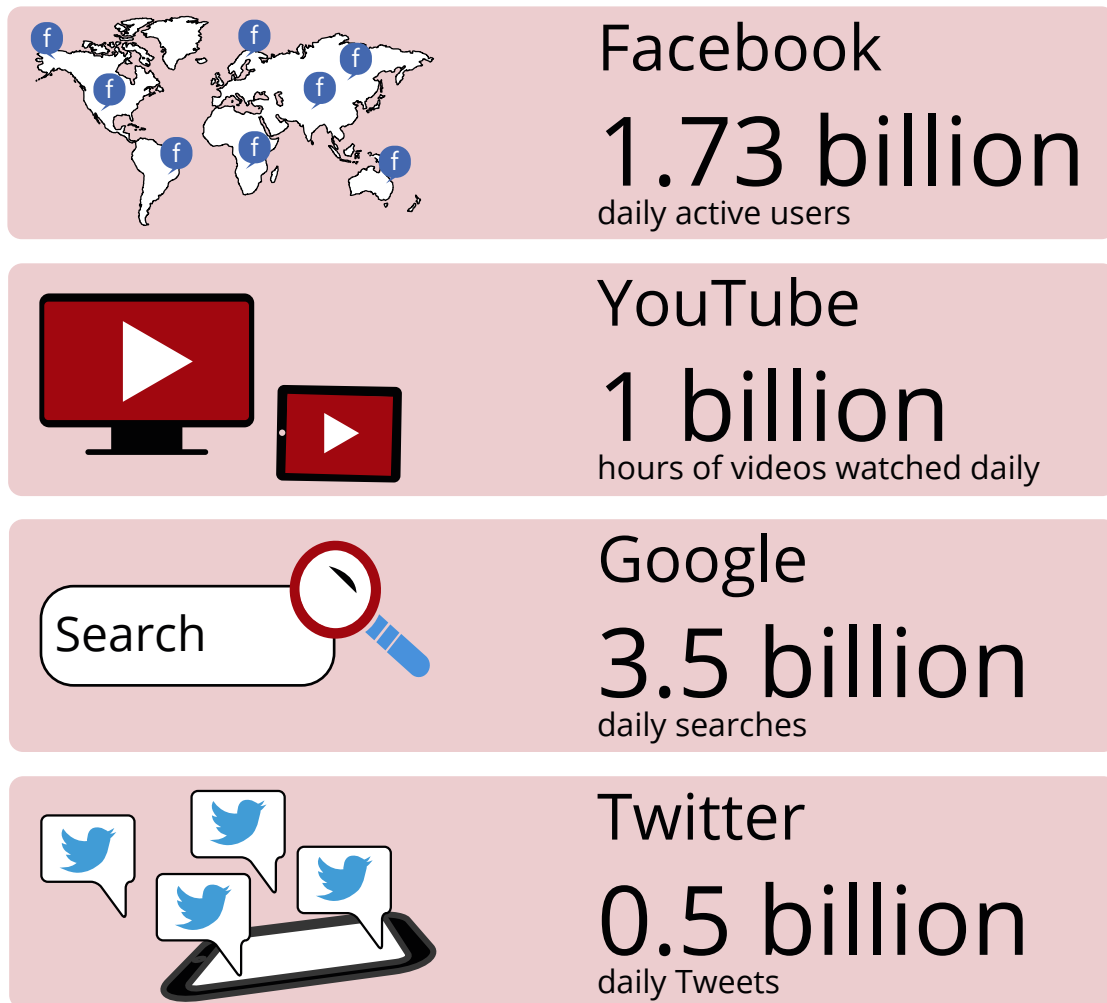 f
f
f
f
f
f
f
f
Facebook
1.73 billion
daily active users
YouTube
1 billion
hours of videos watched daily
Search
Google
3.5 billion
daily searches
Twitter
0.5 billion
daily Tweets